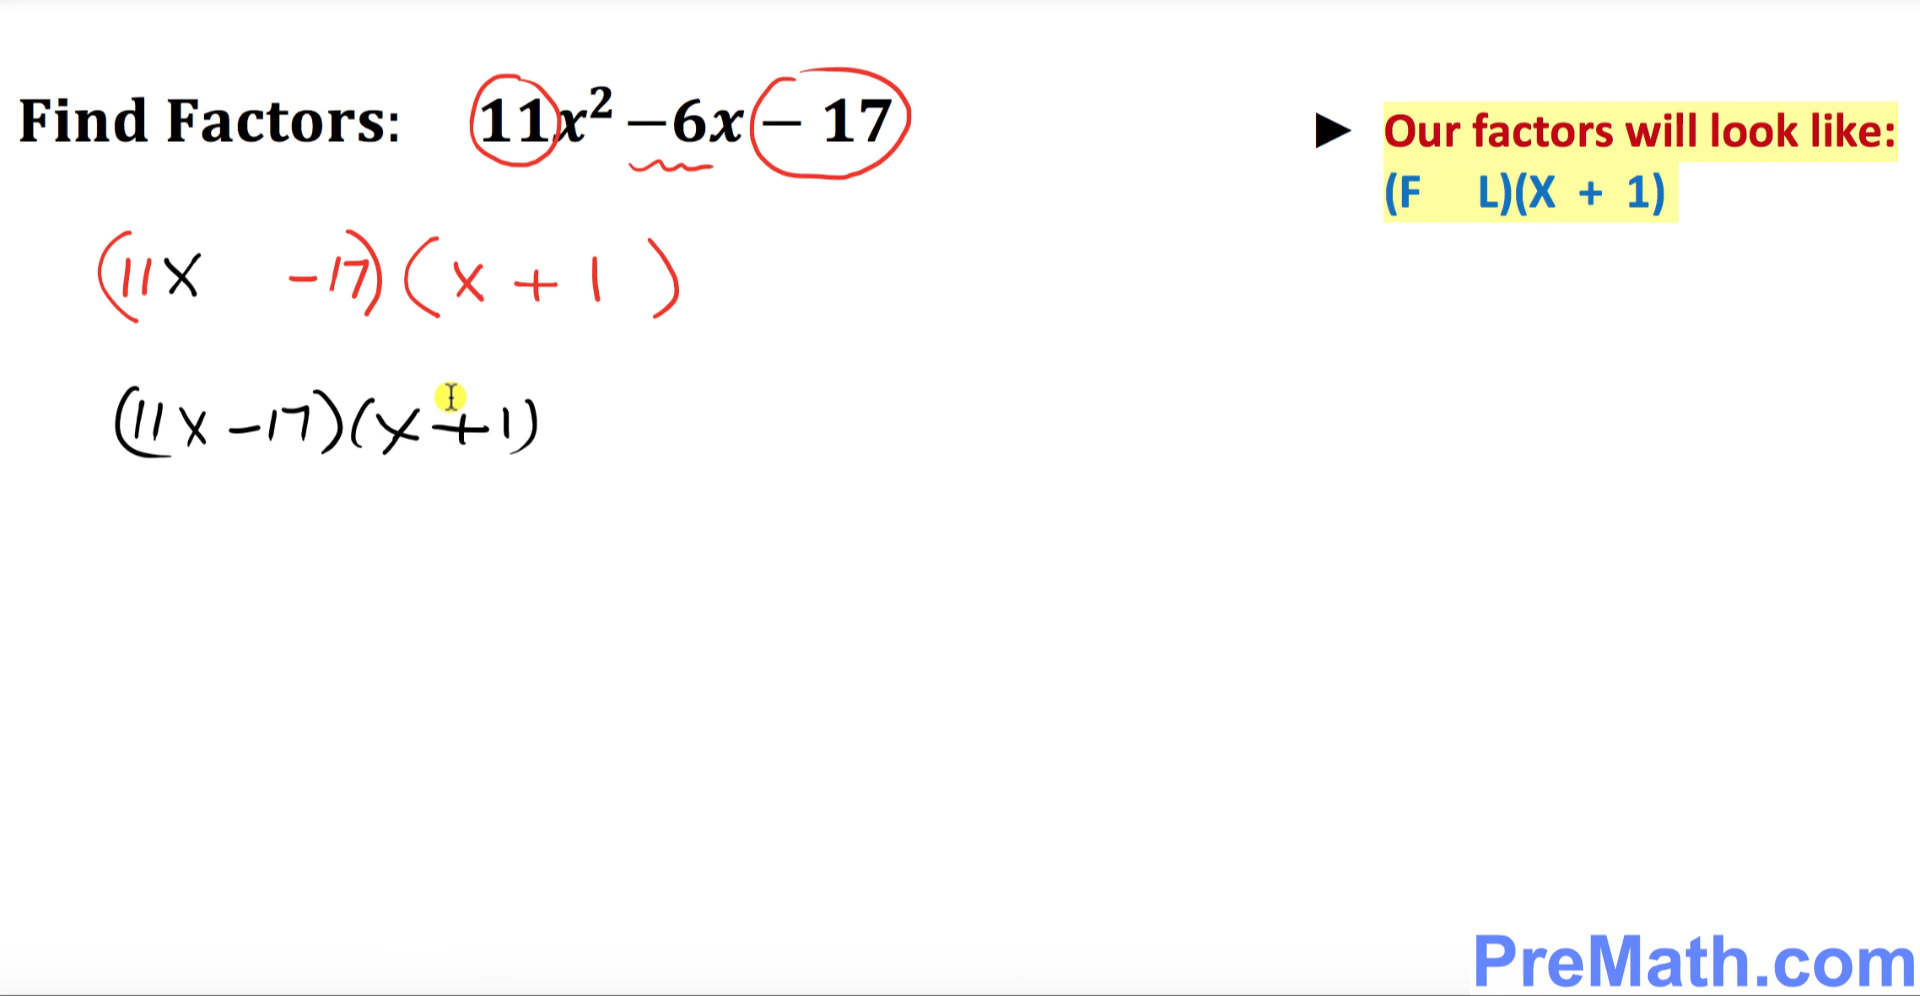 Find Factors: 11x² −6x − 17
► Our factors will look like:
(F L)(X + 1)
(11x -17)(x + 1)
(11x -17)(x + 1)
PreMath.com